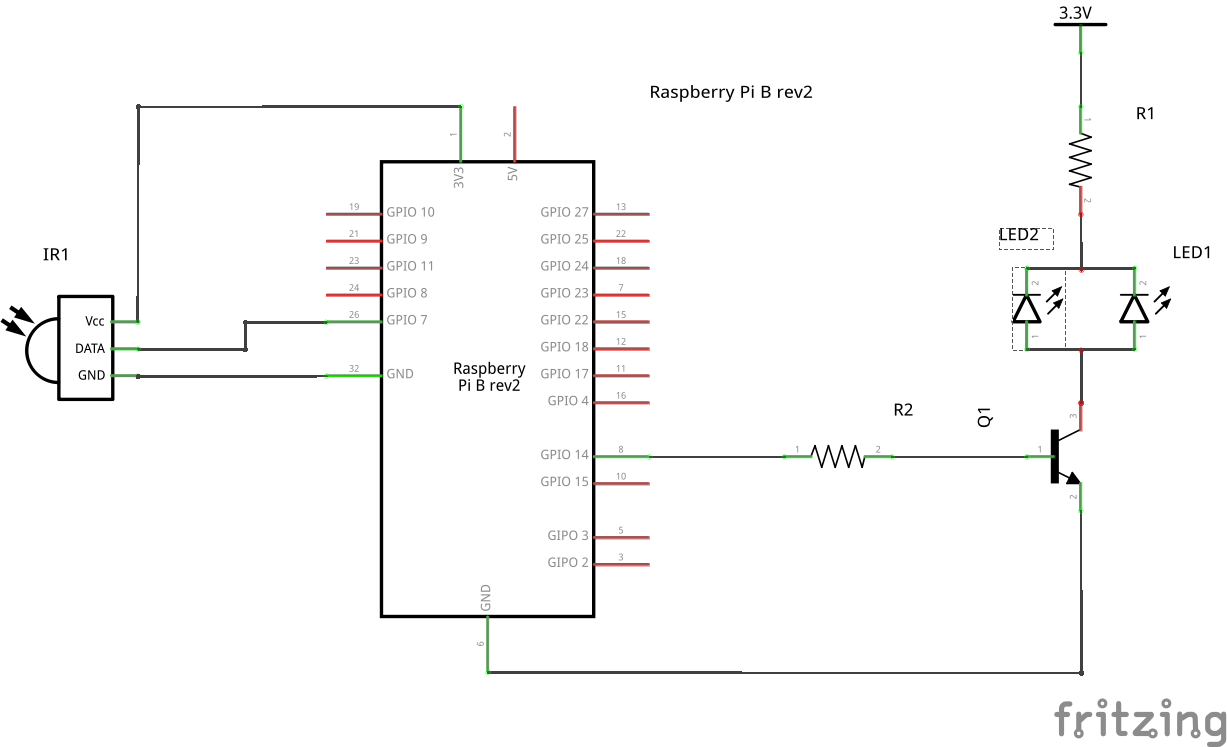 3.3V
Raspberry Pi B rev2
R1
1
2
1
2
3V3
5V
19
GPIO 10
GPIO 27
13
21
GPIO 9
GPIO 25
22
23
GPIO 11
GPIO 24
18
24
GPIO 8
GPIO 23
7
26
GPIO 7
GPIO 22
15
GPIO 18
12
32
GND
GPIO 17
11
GPIO 4
16
Raspberry
Pi B rev2
GPIO 14
8
GPIO 15
10
GIPO 3
5
GIPO 2
3
GND
6
IR1
Vcc
DATA
GND
LED2
LED1
2
2
1
1
R2
1
2
Q1
3
1
2
fritzing